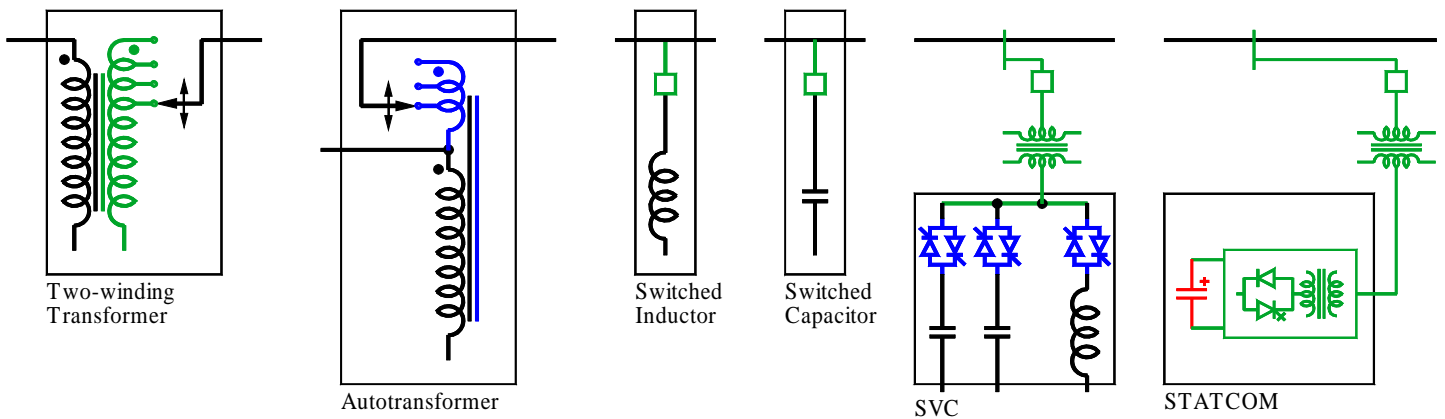 Two-winding
Transformer
Autotransformer
Switched
Inductor
Switched
Capacitor
SVC
+
STATCOM